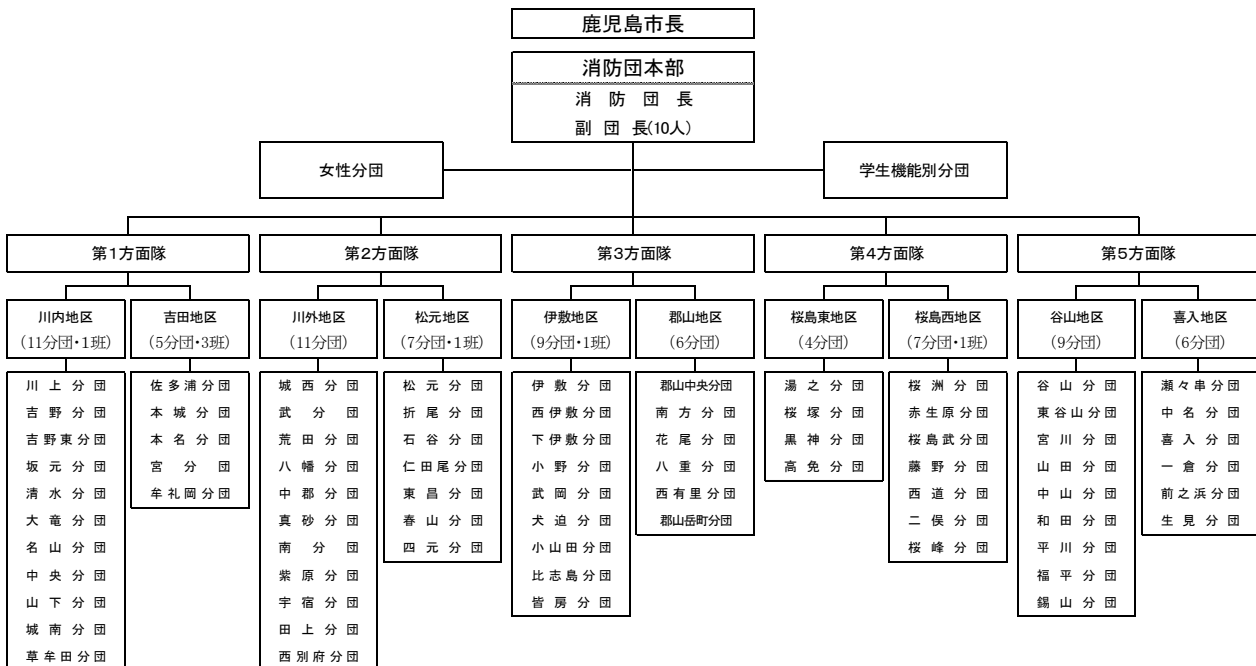 鹿児島市長
消防団本部
消防団長
副団長(10人)
女性分団
学生機能別分団
第1方面隊
第2方面隊
第3方面隊
第4方面隊
第5方面隊
川内地区
(11分団・1班)
川上分団
吉野分団
吉野東分団
坂元分団
清水分団
大竜分団
名山分団
中央分団
山下分団
城南分団
草牟田分団
吉田地区
(5分団・3班)
佐多浦分団
本城分団
本名分団
宮分団
牟礼岡分団
川外地区
(11分団)
城西分団
武分団
荒田分団
八幡分団
中郡分団
真砂分団
南分団
紫原分団
宇宿分団
田上分団
西別府分団
松元地区
(7分団・1班)
松元分団
折尾分団
石谷分団
仁田尾分団
東昌分団
春山分団
四元分団
伊敷地区
(9分団・1班)
伊敷分団
西伊敷分団
下伊敷分団
小野分団
武岡分団
犬迫分団
小山田分団
比志島分団
皆房分団
郡山地区
(6分団)
郡山中央分団
南方分団
花尾分団
八重分団
西有里分団
郡山岳町分団
桜島東地区
(4分団)
湯之分団
桜塚分団
黒神分団
高免分団
桜島西地区
(7分団・1班)
桜洲分団
赤生原分団
桜島武分団
藤野分団
西道分団
二俣分団
桜峰分団
谷山地区
(9分団)
谷山分団
東谷山分団
宮川分団
山田分団
中山分団
和田分団
平川分団
福平分団
錫山分団
喜入地区
(6分団)
瀬々串分団
中名分団
喜入分団
一倉分団
前之浜分団
生見分団